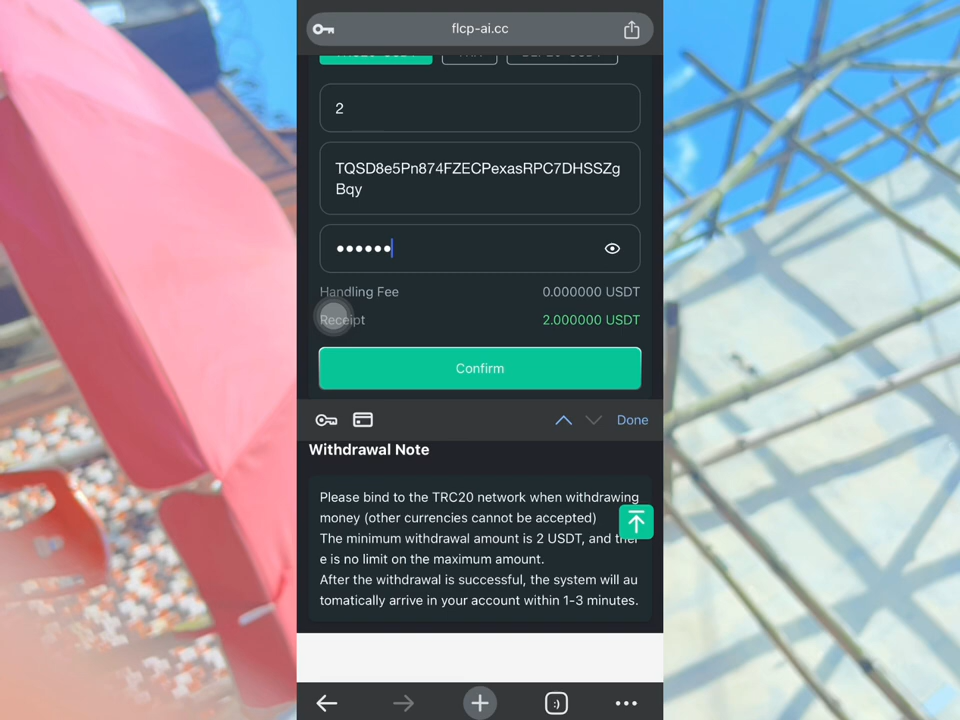 flcp-ai.cc
2
TQSD8e5Pn874FZECPexasRPC7DHSSZg
Bqy
Handling Fee
0.000000 USDT
Receipt
2.000000 USDT
Confirm
Done
Withdrawal Note
Please bind to the TRC20 network when withdrawing
money (other currencies cannot be accepted)
The minimum withdrawal amount is 2 USDT, and ther
e is no limit on the maximum amount.
After the withdrawal is successful, the system will au
tomatically arrive in your account within 1-3 minutes.
:)